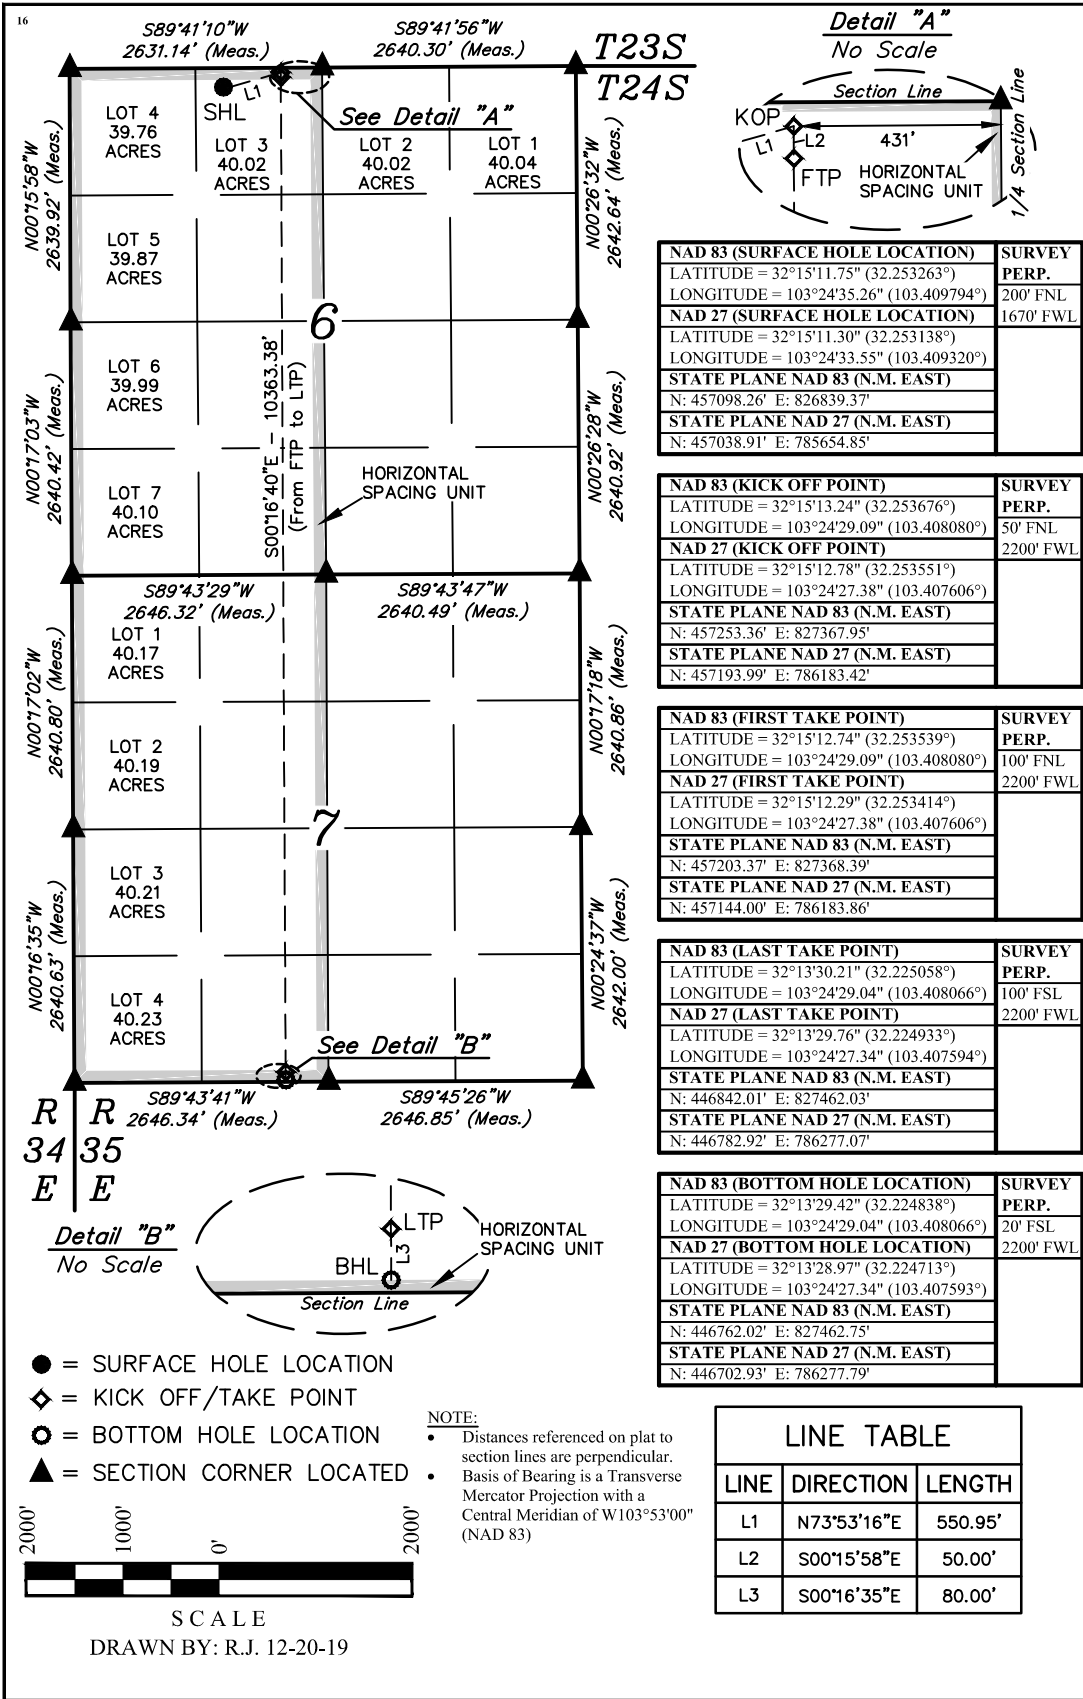 16
S89°41'10"W
2631.14' (Meas.)
S89°41'56"W
2640.30' (Meas.)
T23S
T24S
Detail "A"
No Scale
Section Line
KOP
L1
L2
431'
FTP
HORIZONTAL
SPACING UNIT
1/4 Section Line
SHL
L1
See Detail "A"
LOT 4
39.76
ACRES
LOT 3
40.02
ACRES
LOT 2
40.02
ACRES
LOT 1
40.04
ACRES
N00°15'58"W
2639.92' (Meas.)
N00°26'32"W
2642.64' (Meas.)
LOT 5
39.87
ACRES
6
LOT 6
39.99
ACRES
S00°16'40"E - 10363.38'
(From FTP to LTP)
N00°17'03"W
2640.42' (Meas.)
N00°26'28"W
2640.92' (Meas.)
HORIZONTAL
SPACING UNIT
LOT 7
40.10
ACRES
S89°43'29"W
2646.32' (Meas.)
S89°43'47"W
2640.49' (Meas.)
LOT 1
40.17
ACRES
N00°17'02"W
2640.80' (Meas.)
N00°17'18"W
2640.86' (Meas.)
LOT 2
40.19
ACRES
7
LOT 3
40.21
ACRES
N00°16'35"W
2640.63' (Meas.)
N00°24'37"W
2642.00' (Meas.)
LOT 4
40.23
ACRES
See Detail "B"
S89°43'41"W
2646.34' (Meas.)
S89°45'26"W
2646.85' (Meas.)
R R
34 35
E E
Detail "B"
No Scale
LTP
L3
BHL
HORIZONTAL
SPACING UNIT
Section Line
NAD 83 (SURFACE HOLE LOCATION) SURVEY
LATITUDE = 32°15'11.75" (32.253263°) PERP.
LONGITUDE = 103°24'35.26" (103.409794°) 200' FNL
NAD 27 (SURFACE HOLE LOCATION) 1670' FWL
LATITUDE = 32°15'11.30" (32.253138°)
LONGITUDE = 103°24'33.55" (103.409320°)
STATE PLANE NAD 83 (N.M. EAST)
N: 457098.26' E: 826839.37'
STATE PLANE NAD 27 (N.M. EAST)
N: 457038.91' E: 785654.85'
NAD 83 (KICK OFF POINT) SURVEY
LATITUDE = 32°15'13.24" (32.253676°) PERP.
LONGITUDE = 103°24'29.09" (103.408080°) 50' FNL
NAD 27 (KICK OFF POINT) 2200' FWL
LATITUDE = 32°15'12.78" (32.253551°)
LONGITUDE = 103°24'27.38" (103.407606°)
STATE PLANE NAD 83 (N.M. EAST)
N: 457253.36' E: 827367.95'
STATE PLANE NAD 27 (N.M. EAST)
N: 457193.99' E: 786183.42'
NAD 83 (FIRST TAKE POINT) SURVEY
LATITUDE = 32°15'12.74" (32.253539°) PERP.
LONGITUDE = 103°24'29.09" (103.408080°) 100' FNL
NAD 27 (FIRST TAKE POINT) 2200' FWL
LATITUDE = 32°15'12.29" (32.253414°)
LONGITUDE = 103°24'27.38" (103.407606°)
STATE PLANE NAD 83 (N.M. EAST)
N: 457203.37' E: 827368.39'
STATE PLANE NAD 27 (N.M. EAST)
N: 457144.00' E: 786183.86'
NAD 83 (LAST TAKE POINT) SURVEY
LATITUDE = 32°13'30.21" (32.225058°) PERP.
LONGITUDE = 103°24'29.04" (103.408066°) 100' FSL
NAD 27 (LAST TAKE POINT) 2200' FWL
LATITUDE = 32°13'29.76" (32.224933°)
LONGITUDE = 103°24'27.34" (103.407594°)
STATE PLANE NAD 83 (N.M. EAST)
N: 446842.01' E: 827462.03'
STATE PLANE NAD 27 (N.M. EAST)
N: 446782.92' E: 786277.07'
NAD 83 (BOTTOM HOLE LOCATION) SURVEY
LATITUDE = 32°13'29.42" (32.224838°) PERP.
LONGITUDE = 103°24'29.04" (103.408066°) 20' FSL
NAD 27 (BOTTOM HOLE LOCATION) 2200' FWL
LATITUDE = 32°13'28.97" (32.224713°)
LONGITUDE = 103°24'27.34" (103.407593°)
STATE PLANE NAD 83 (N.M. EAST)
N: 446762.02' E: 827462.75'
STATE PLANE NAD 27 (N.M. EAST)
N: 446702.93' E: 786277.79'
= SURFACE HOLE LOCATION
= KICK OFF/TAKE POINT
= BOTTOM HOLE LOCATION
= SECTION CORNER LOCATED
NOTE:
• Distances referenced on plat to
section lines are perpendicular.
• Basis of Bearing is a Transverse
Mercator Projection with a
Central Meridian of W103°53'00"
(NAD 83)
LINE TABLE
LINE DIRECTION LENGTH
L1 N73°53'16"E 550.95'
L2 S00°15'58"E 50.00'
L3 S00°16'35"E 80.00'
2000' 1000' 0' 2000'
SCALE
DRAWN BY: R.J. 12-20-19